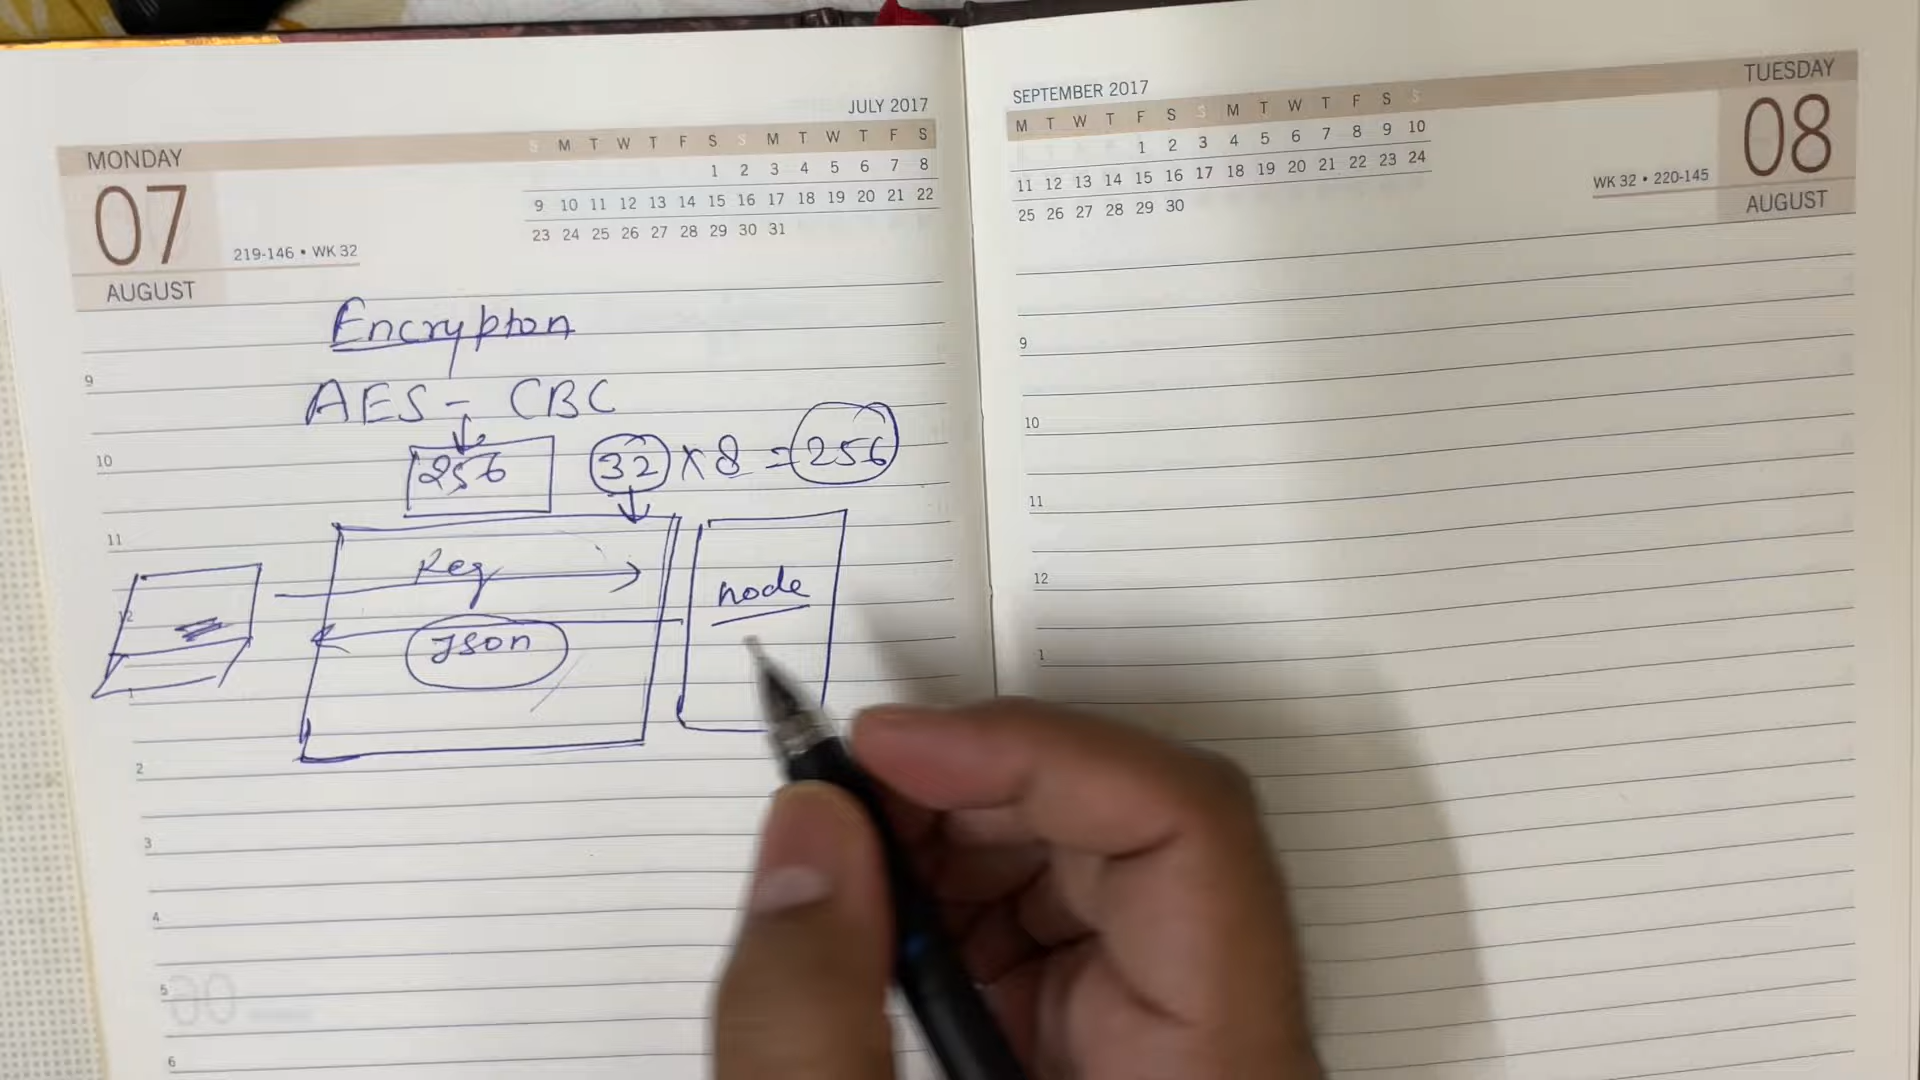 JULY 2017
S M T W T F S S M T W T F S
1 2 3 4 5 6 7 8
9 10 11 12 13 14 15 16 17 18 19 20 21 22
23 24 25 26 27 28 29 30 31
MONDAY
07
219-146 • WK 32
AUGUST
Encrypton
AES - CBC
256 32 × 8 = 256
Req
Json
node
9
10
11
12
1
2
3
4
5
6
SEPTEMBER 2017
M T W T F S S M T W T F S S
1 2 3 4 5 6 7 8 9 10
11 12 13 14 15 16 17 18 19 20 21 22 23 24
25 26 27 28 29 30
TUESDAY
08
WK 32 • 220-145
AUGUST
9
10
11
12
1